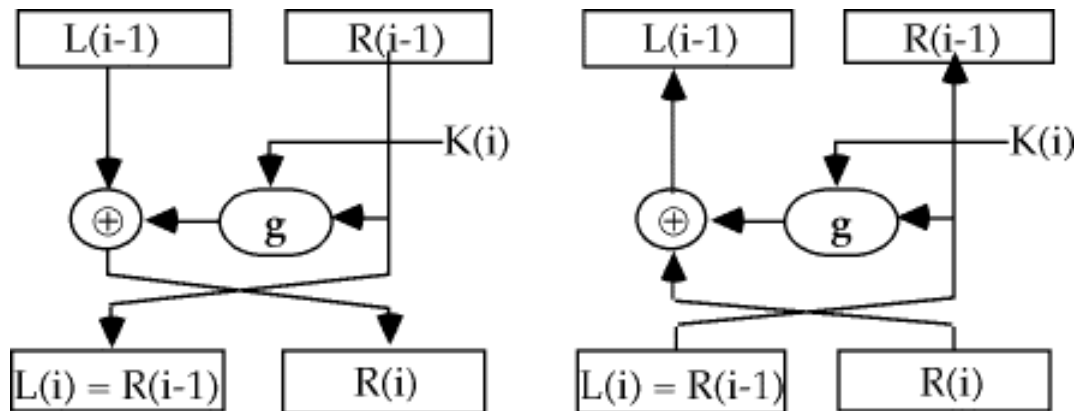 L(i-1) R(i-1) L(i-1) R(i-1)
K(i) K(i)
⊕ g ⊕ g
L(i) = R(i-1) R(i) L(i) = R(i-1) R(i)